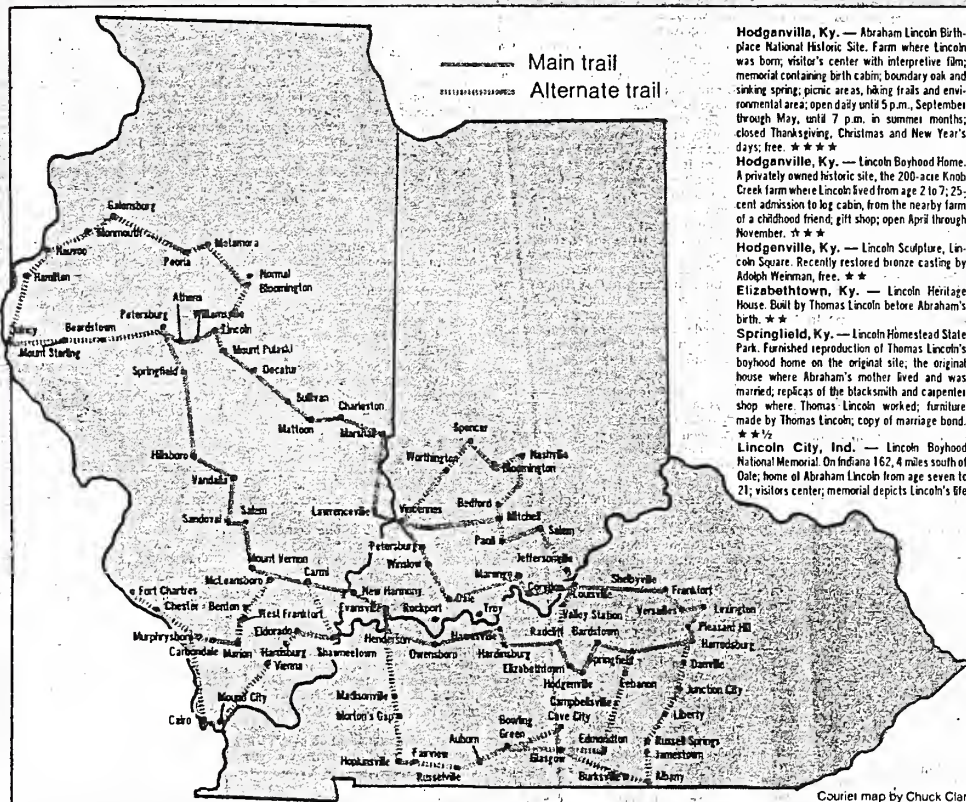 Main trail
Alternate trail
Galensburg
Monmouth
Nauvoo
Metamora
Peoria
Hamilton
Normal
Bloomington
Athens
Petersburg
Williamsville
Lincoln
Quincy
Beardstown
Mount Sterling
Mount Pulaski
Springfield
Decatur
Sullivan
Charleston
Mattoon
Marshall
Spencer
Worthington
Nashville
Bloomington
Hillsboro
Vandalia
Lawrenceville
Vincennes
Bedford
Mitchell
Sandoval
Salem
Petersburg
Paoli
Salem
Winslow
Jeffersonville
Mount Vernon
Carmi
Marengo
McLeansboro
New Harmony
Corydon
Shelbyville
Fort Chartres
Evansville
Rockport
Dale
Troy
Louisville
Frankfort
Chester
Benton
West Frankfort
Valley Station
Versailles
Lexington
Murphrysboro
Eldorado
Henderson
Hawesville
Radcliff
Bardstown
Pleasant Hill
Carbondale
Marion
Harrisburg
Shawneetown
Owensboro
Hardinsburg
Springfield
Harrodsburg
Vienna
Elizabethtown
Danville
Hodgenville
Lebanon
Mound City
Madisonville
Campbellsville
Junction City
Cairo
Morton's Gap
Cave City
Liberty
Bowling
Green
Auburn
Edmonton
Russell Springs
Fairview
Glasgow
Jamestown
Hopkinsville
Russelville
Burksville
Albany
Courier map by Chuck Clar
Hodganvilla, Ky. — Abraham Lincoln Birth-
place National Historic Site. Farm where Lincoln
was born; visitor's center with interpretive film;
memorial containing birth cabin; boundary oak and
sinking spring; picnic areas, hiking trails and envi-
ronmental area; open daily until 5 p.m., September
through May, until 7 p.m. in summer months;
closed Thanksgiving, Christmas and New Year's
days; free. ★★★★
Hodganville, Ky. — Lincoln Boyhood Home.
A privately owned historic site, the 200-acre Knob
Creek farm where Lincoln lived from age 2 to 7; 25-
cent admission to log cabin, from the nearby farm
of a childhood friend; gift shop; open April through
November. ★★★
Hodgenville, Ky. — Lincoln Sculpture, Lin-
coln Square. Recently restored bronze casting by
Adolph Weinman, free. ★★
Elizabethtown, Ky. — Lincoln Heritage
House. Built by Thomas Lincoln before Abraham's
birth. ★★
Springfield, Ky. — Lincoln Homestead State
Park. Furnished reproduction of Thomas Lincoln's
boyhood home on the original site; the original
house where Abraham's mother lived and was
married; replicas of the blacksmith and carpenter
shop where Thomas Lincoln worked; furniture
made by Thomas Lincoln; copy of marriage bond.
★★½
Lincoln City, Ind. — Lincoln Boyhood
National Memorial. On Indiana 162, 4 miles south of
Dale; home of Abraham Lincoln from age seven to
21; visitors center; memorial depicts Lincoln's life